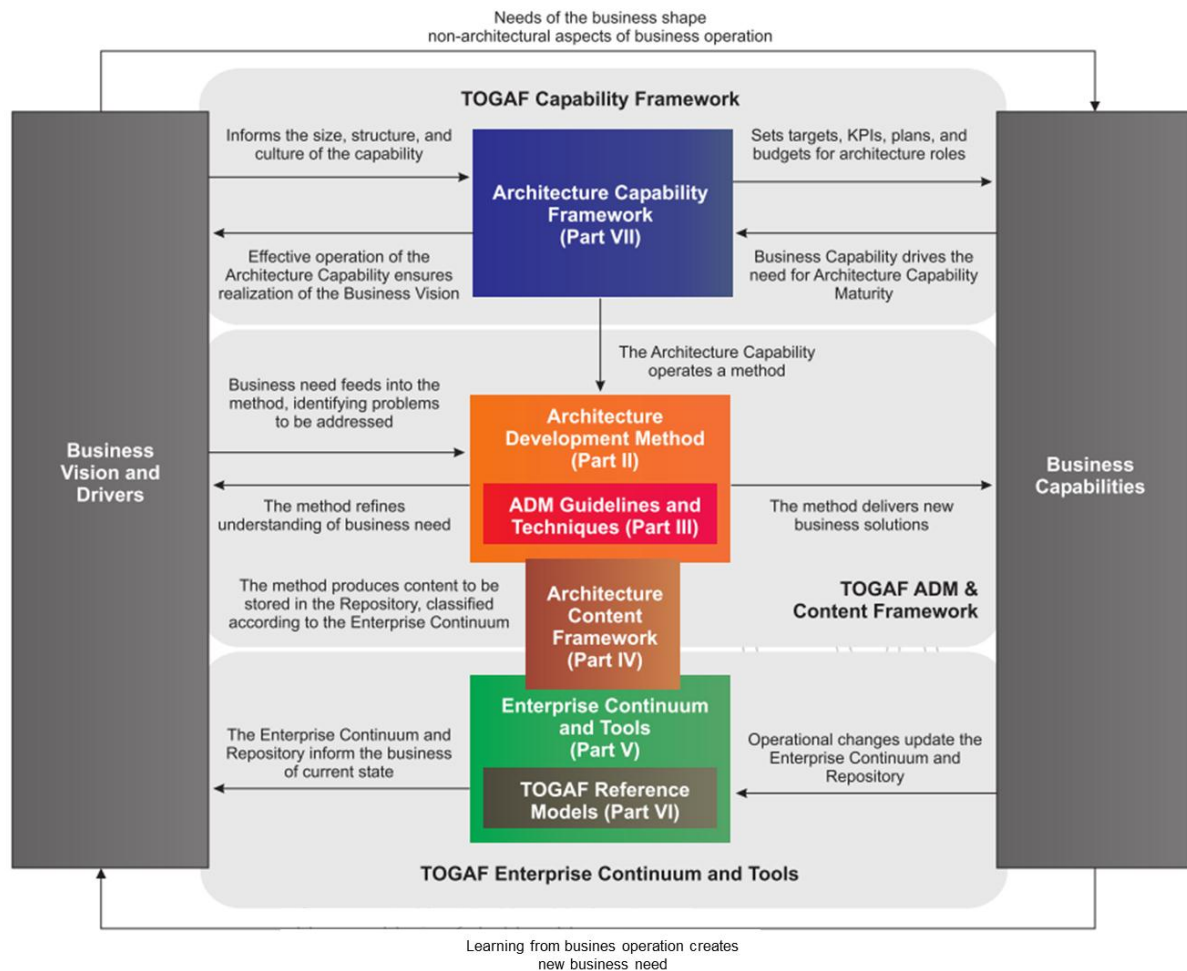 Needs of the business shape
non-architectural aspects of business operation
TOGAF Capability Framework
Informs the size, structure, and
culture of the capability
Sets targets, KPIs, plans, and
budgets for architecture roles
Architecture Capability
Framework
(Part VII)
Effective operation of the
Architecture Capability ensures
realization of the Business Vision
Business Capability drives the
need for Architecture Capability
Maturity
The Architecture Capability
operates a method
Business need feeds into the
method, identifying problems
to be addressed
Architecture
Development Method
(Part II)
Business
Vision and
Drivers
Business
Capabilities
ADM Guidelines and
Techniques (Part III)
The method refines
understanding of business need
The method delivers new
business solutions
The method produces content to be
stored in the Repository, classified
according to the Enterprise Continuum
Architecture
Content
Framework
(Part IV)
TOGAF ADM &
Content Framework
Enterprise Continuum
and Tools
(Part V)
The Enterprise Continuum and
Repository inform the business
of current state
Operational changes update the
Enterprise Continuum and
Repository
TOGAF Reference
Models (Part VI)
TOGAF Enterprise Continuum and Tools
Learning from busines operation creates
new business need